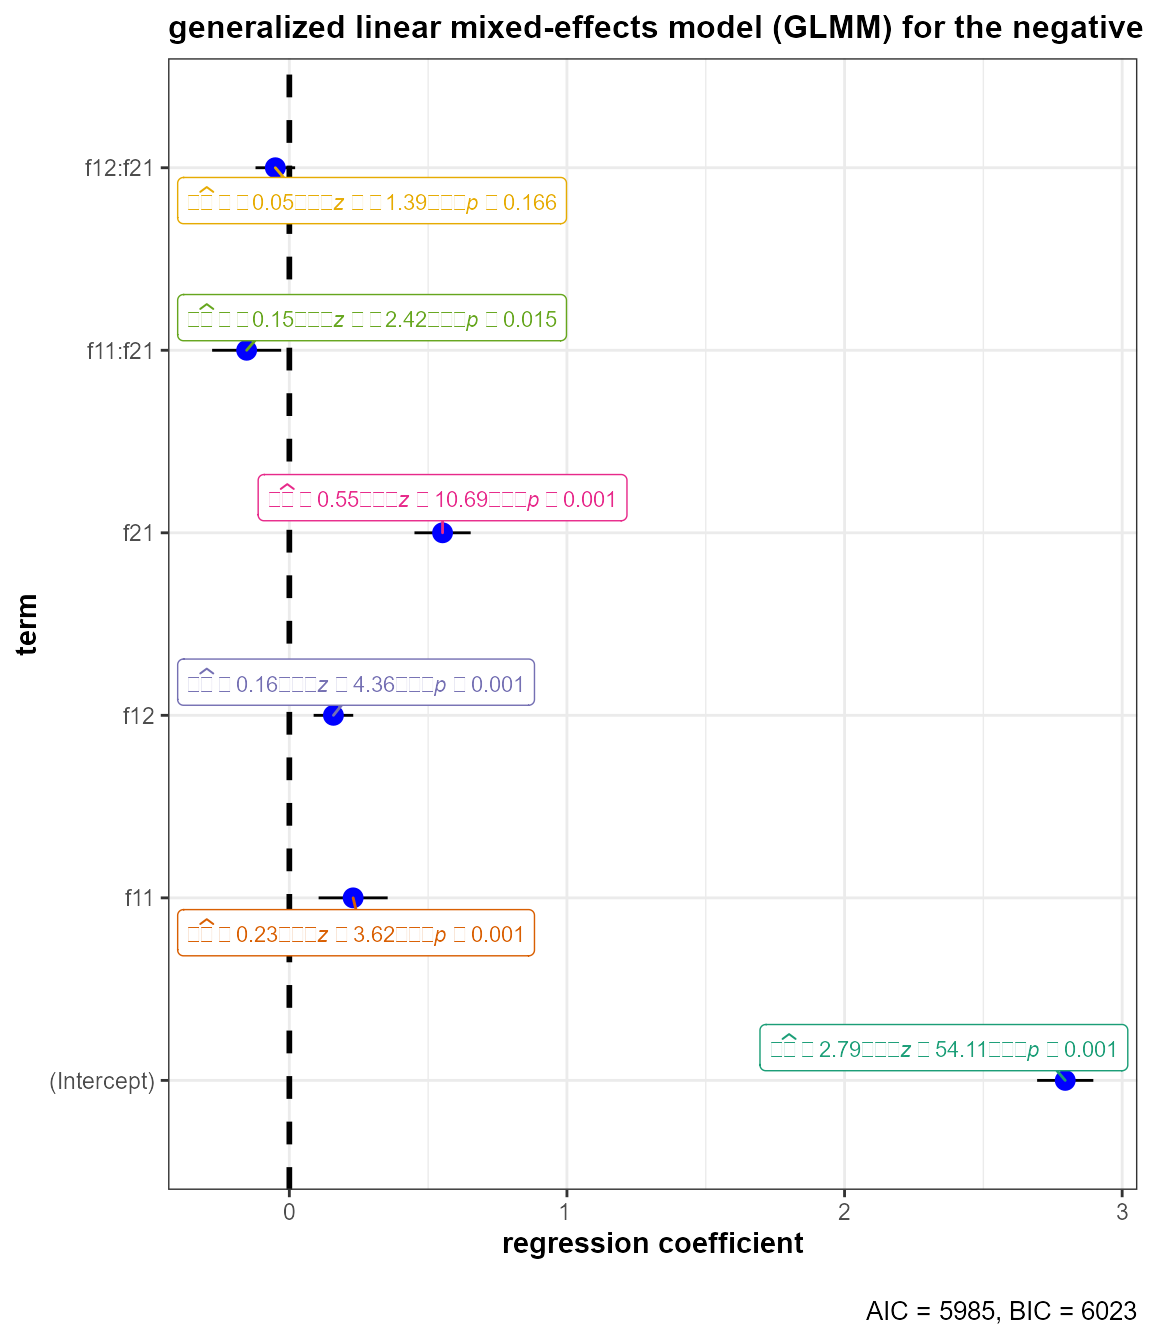 generalized linear mixed-effects model (GLMM) for the negative
f12:f21
□□ □ □0.05□□□z □ □1.39□□□p □0.166
□□ □ □0.15□□□z □ □2.42□□□p □0.015
f11:f21
□□ □0.55□□□z □10.69□□□p □0.001
f21
□□ □0.16□□□z □4.36□□□p □0.001
f12
f11
□□ □0.23□□□z □3.62□□□p □0.001
□□ □2.79□□□z □54.11□□□p □0.001
(Intercept)
term
0 1 2 3
regression coefficient
AIC = 5985, BIC = 6023